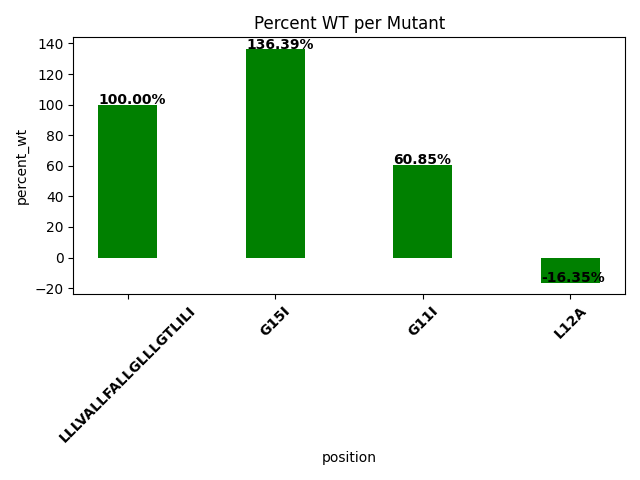 Percent WT per Mutant
percent_wt
140
120
100
80
60
40
20
0
−20
100.00%
136.39%
60.85%
-16.35%
LLLVALLFALLGLLLGTLILI
G15I
G11I
L12A
position